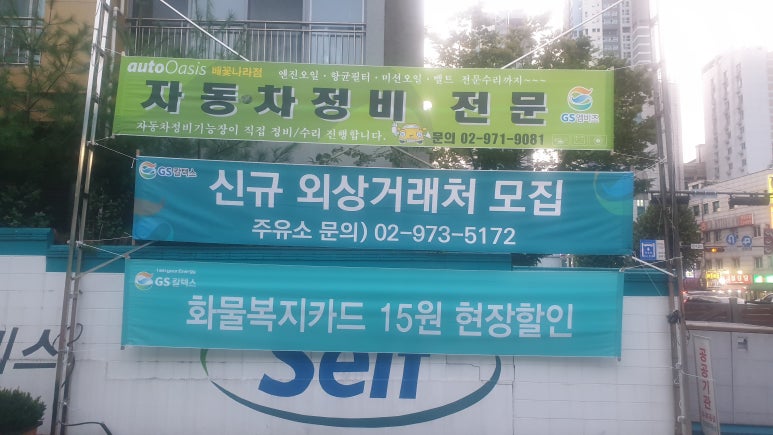 autoOasis 배꽃나라점
엔진오일 · 항균필터 · 미션오일 · 벨트 전문수리까지~~~
자동차정비 · 전문
GS엠비즈
자동차정비기능장이 직접 정비/수리 진행합니다.
문의 02-971-9081
GS칼텍스
신규 외상거래처 모집
주유소 문의) 02-973-5172
GS칼텍스
화물복지카드 15원 현장할인
Self